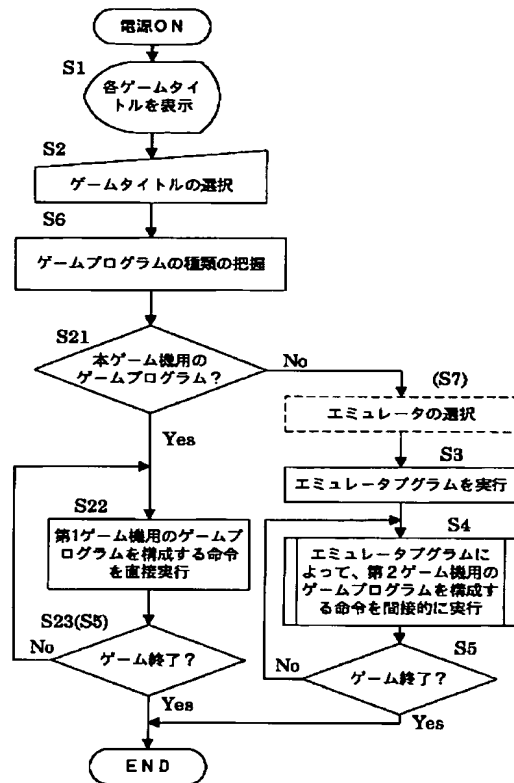 電源ON
S1
各ゲームタイ
トルを表示
S2
ゲームタイトルの選択
S6
ゲームプログラムの種類の把握
S21
本ゲーム機用の
ゲームプログラム？
No
Yes
(S7)
エミュレータの選択
S3
エミュレータブグラムを実行
S22
第1ゲーム機用のゲームプ
ログラムを構成する命令
を直接実行
S4
エミュレータブグラムに
よって、第2ゲーム機用の
ゲームプログラムを構成す
る命令を間接的に実行
S23(S5)
No
ゲーム終了？
Yes
S5
No
ゲーム終了？
Yes
END